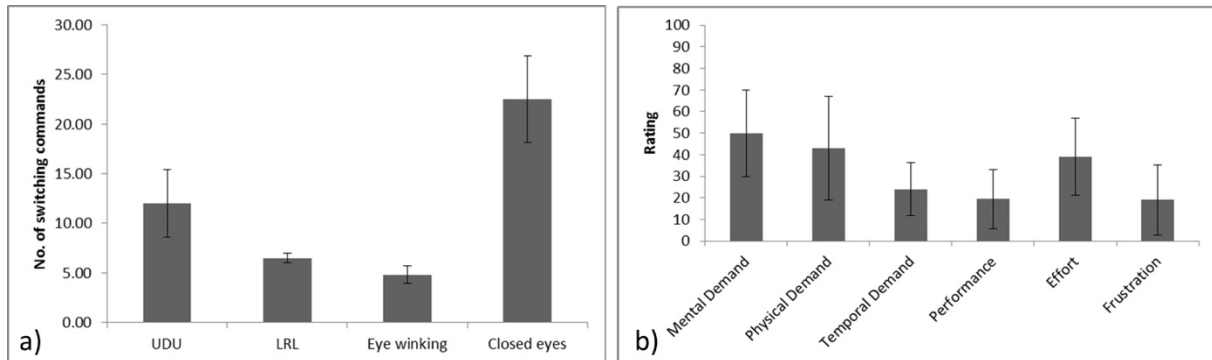 30.00
25.00
20.00
15.00
10.00
5.00
0.00
No. of switching commands
UDU LRL Eye winking Closed eyes
a)
100
90
80
70
60
50
40
30
20
10
0
Rating
Mental Demand
Physical Demand
Temporal Demand
Performance
Effort
Frustration
b)